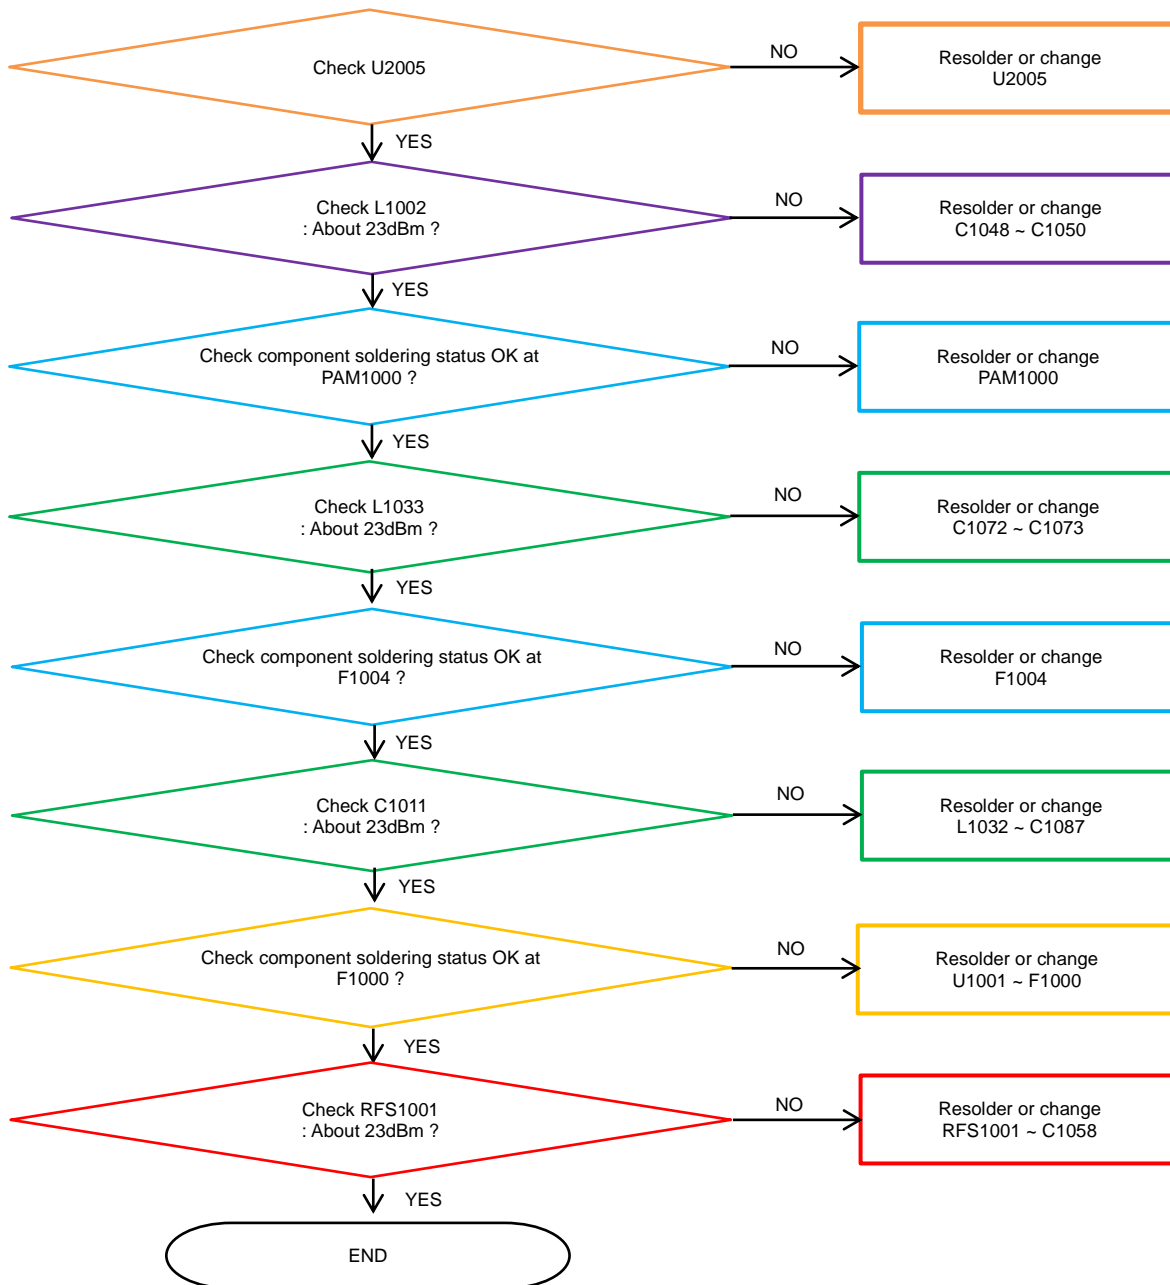 Check U2005
NO
Resolder or change
U2005
YES
Check L1002
: About 23dBm ?
NO
Resolder or change
C1048 ~ C1050
YES
Check component soldering status OK at
PAM1000 ?
NO
Resolder or change
PAM1000
YES
Check L1033
: About 23dBm ?
NO
Resolder or change
C1072 ~ C1073
YES
Check component soldering status OK at
F1004 ?
NO
Resolder or change
F1004
YES
Check C1011
: About 23dBm ?
NO
Resolder or change
L1032 ~ C1087
YES
Check component soldering status OK at
F1000 ?
NO
Resolder or change
U1001 ~ F1000
YES
Check RFS1001
: About 23dBm ?
NO
Resolder or change
RFS1001 ~ C1058
YES
END